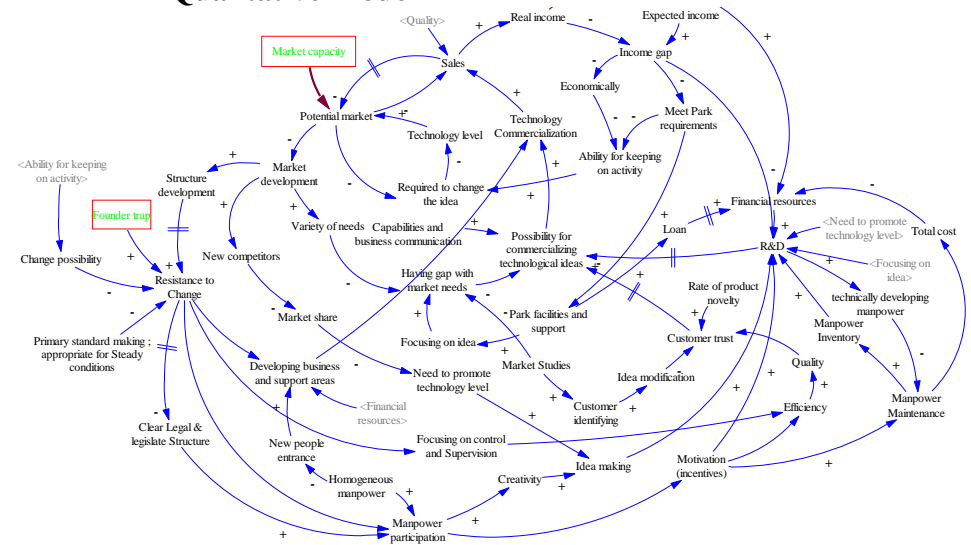 <Quality>
Real income
Expected income
Market capacity
Sales
Income gap
Economically
Potential market
Technology
Commercialization
Meet Park
requirements
Technology level
<Ability for keeping
on activity>
Structure
development
Market
development
Required to change
the idea
Ability for keeping
on activity
Founder trap
Variety of needs
Capabilities and
business communication
Financial resources
<Need to promote
technology level>
Total cost
Loan
Change possibility
New competitors
Possibility for
commercializing
technological ideas
R&D
<Focusing on
idea>
Resistance to
Change
Having gap with
market needs
Rate of product
novelty
technically developing
manpower
Market share
Park facilities and
support
Manpower
Inventory
Primary standard making ;
appropriate for Steady
conditions
Focusing on idea
Customer trust
Developing business
and support areas
Need to promote
technology level
Market Studies
Idea modification
Quality
Clear Legal &
legislate Structure
<Financial
resources>
Customer
identifying
Efficiency
Manpower
Maintenance
New people
entrance
Focusing on control
and Supervision
Idea making
Motivation
(incentives)
Homogeneous
manpower
Creativity
Manpower
participation